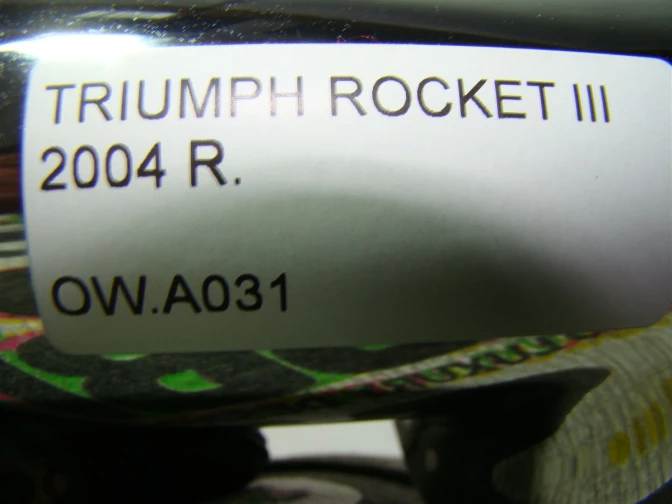 TRIUMPH ROCKET III
2004 R.
OW.A031